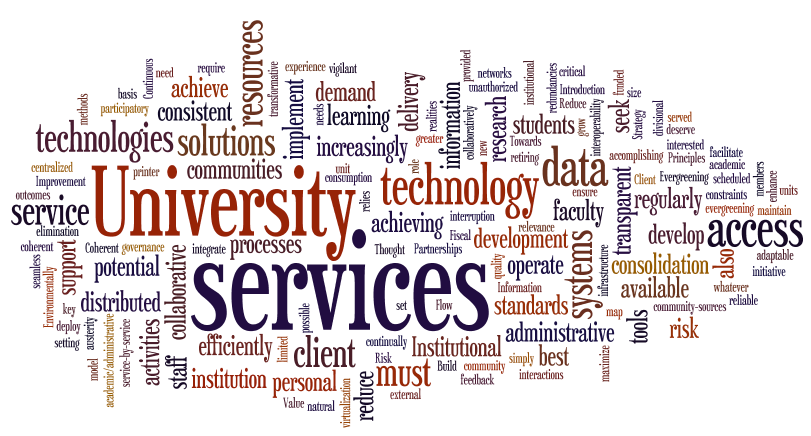 resources
Continuous
need
require
achieve
basis
participatory
methods
consistent
technologies
solutions
transformative
experience
vigilant
demand
implement
needs
learning
increasingly
delivery
realities
greater
information
collaboratively
provided
networks
unauthorized
research
new
institutional
redundancies
critical
Introduction
Reduce
students
grow
interoperability
Towards
retiring
seek
funded
size
Strategy
divisional
served
deserve
interested
Principles
accomplishing
facilitate
academic
scheduled
members
enhance
units
centralized
Improvement
printer
communities
unit
consumption
role
relies
University
technology
data
ensure
Client
Evergreening
transparent
regularly
constraints
evergreening
maintain
outcomes
service
elimination
coherent
seamless
Environmentally
support
Coherent
governance
integrate
processes
achieving
interruption
relevance
Thought
Partnerships
Fiscal
development
faculty
develop
access
potential
collaborative
services
quality
Information
operate
systems
infrastructure
consolidation
also
adaptable
initiative
whatever
reliable
available
community-sources
key
deploy
setting
austerity
distributed
set
Flow
possible
standards
map
tools
risk
model
academic/administrative
service-by-service
activities
staff
efficiently
limited
client
continually
Institutional
administrative
Risk
Build
community
simply
best
maximize
institution
personal
must
feedback
interactions
external
Value
natural
virtualization
reduce